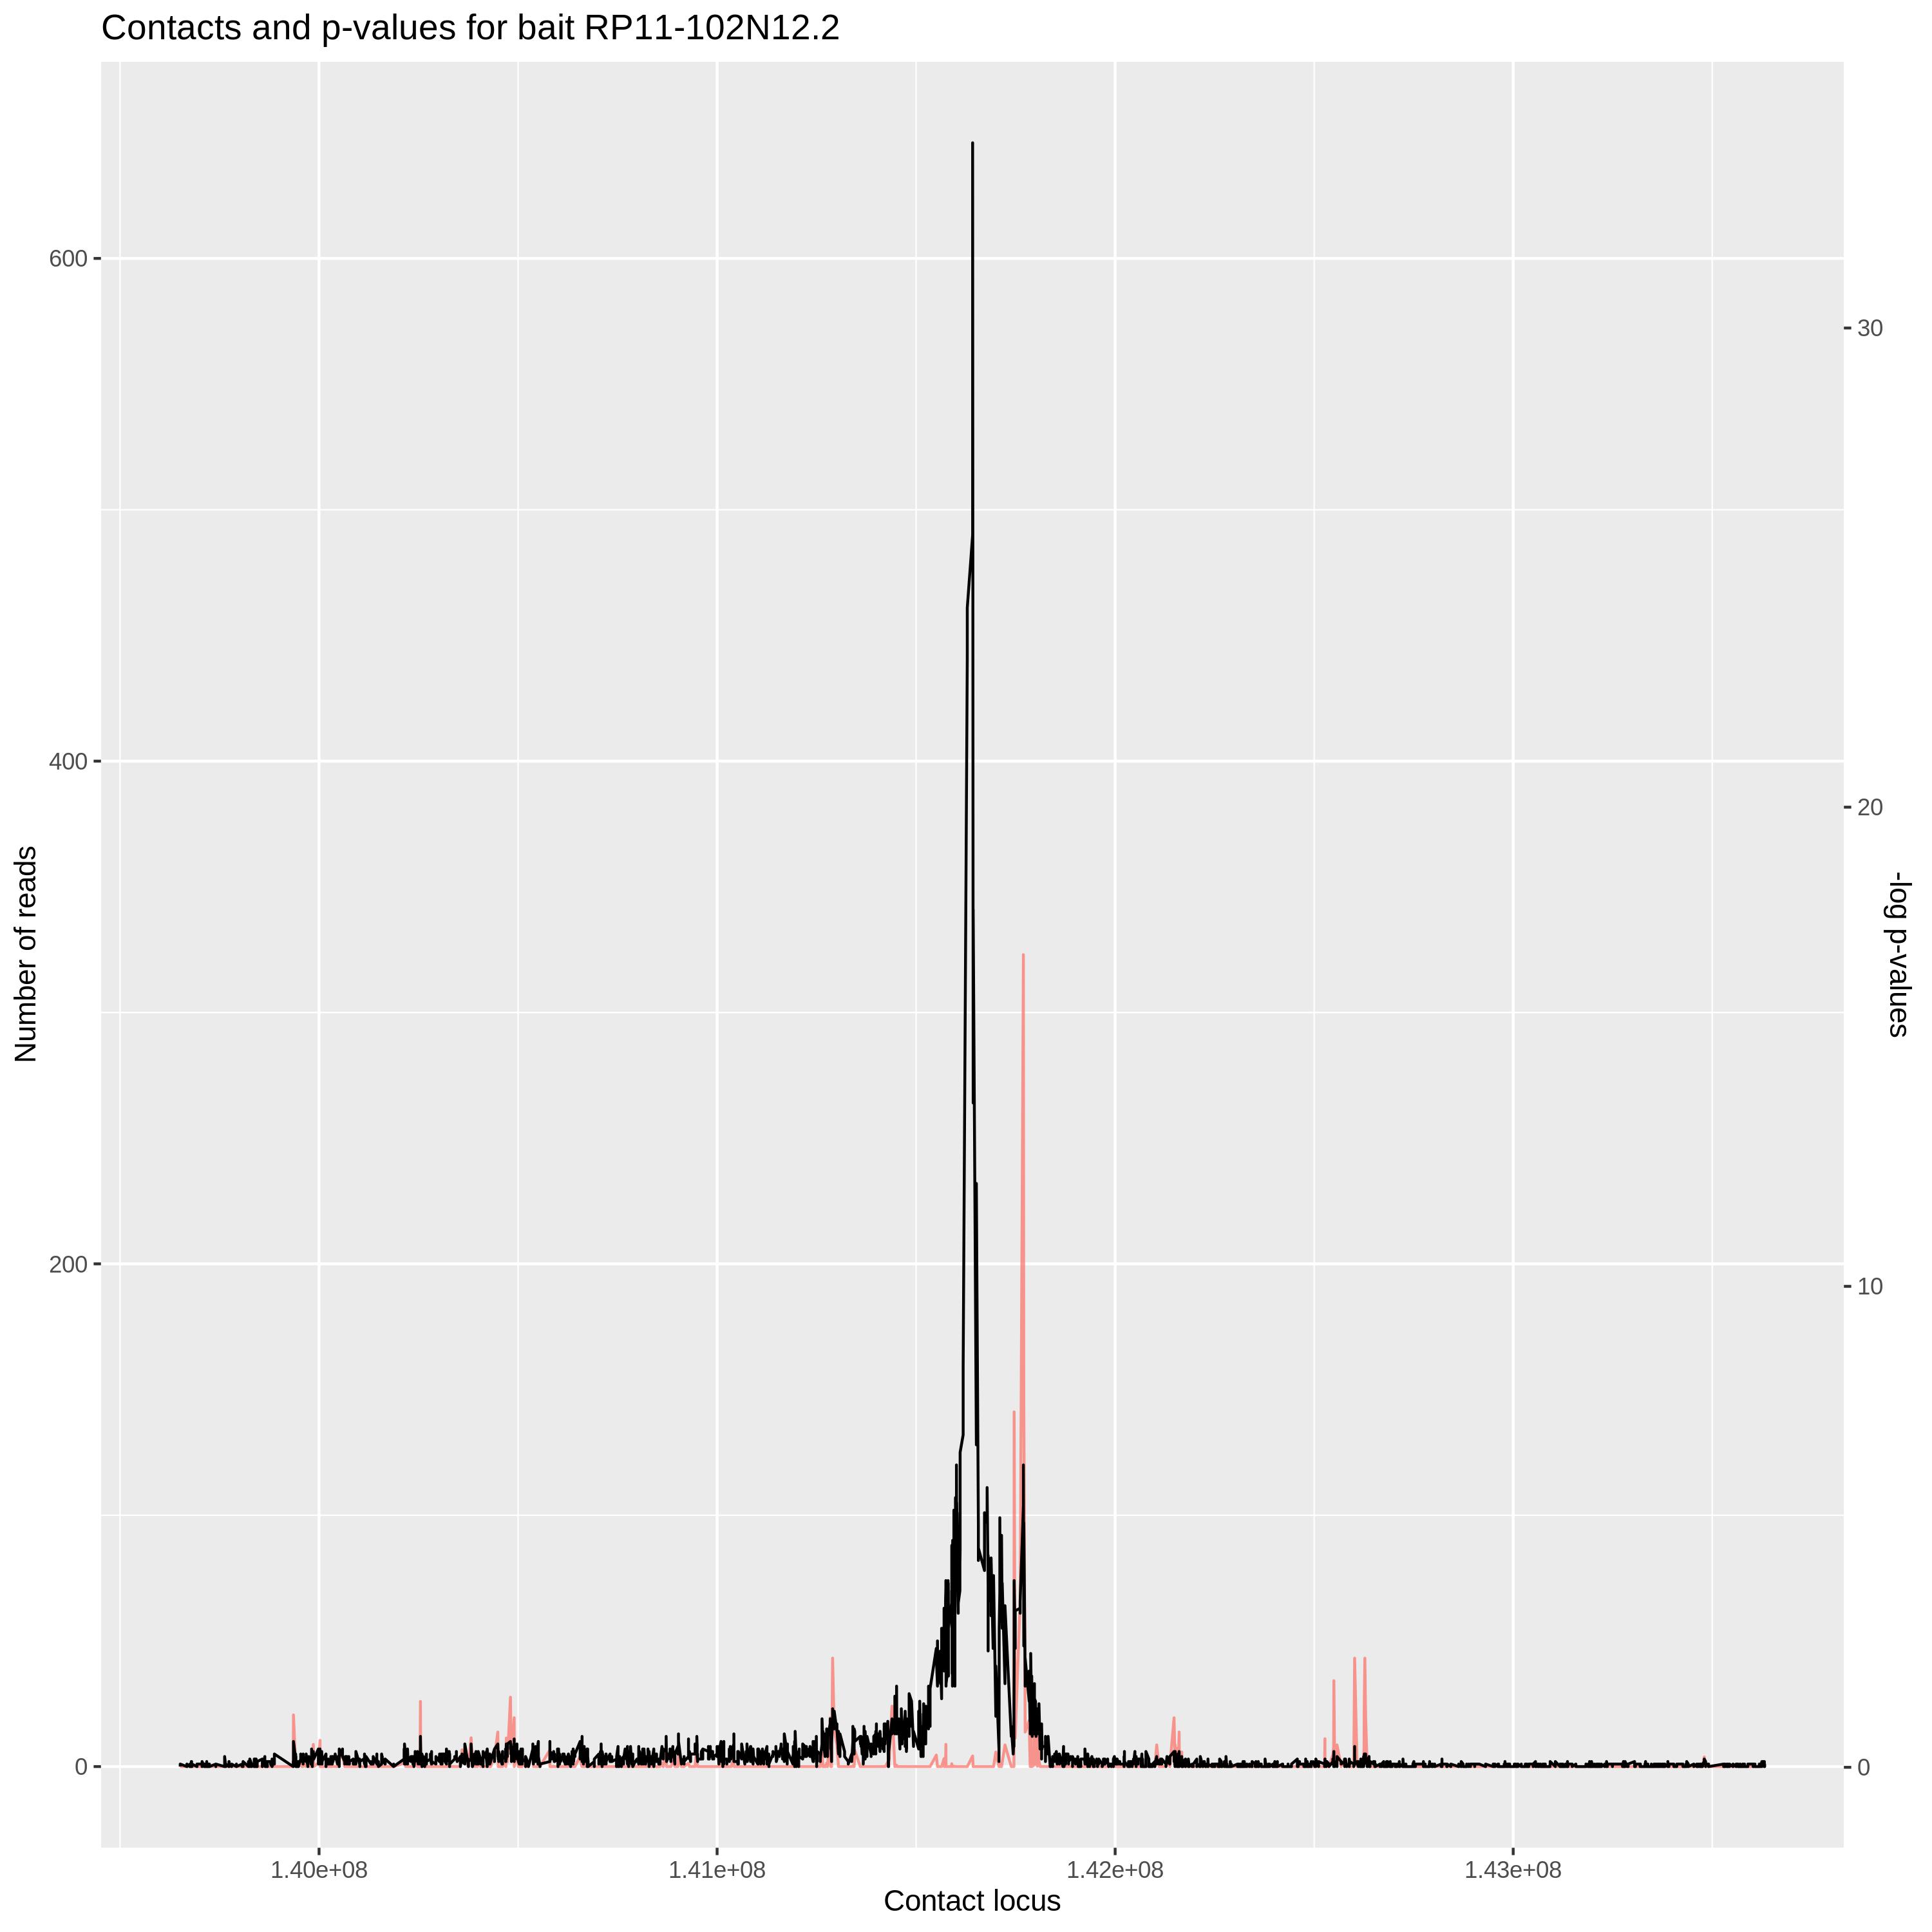 Contacts and p-values for bait RP11-102N12.2
Number of reads
600
400
200
0
30
20
10
0
-log p-values
1.40e+08
1.41e+08
1.42e+08
1.43e+08
Contact locus